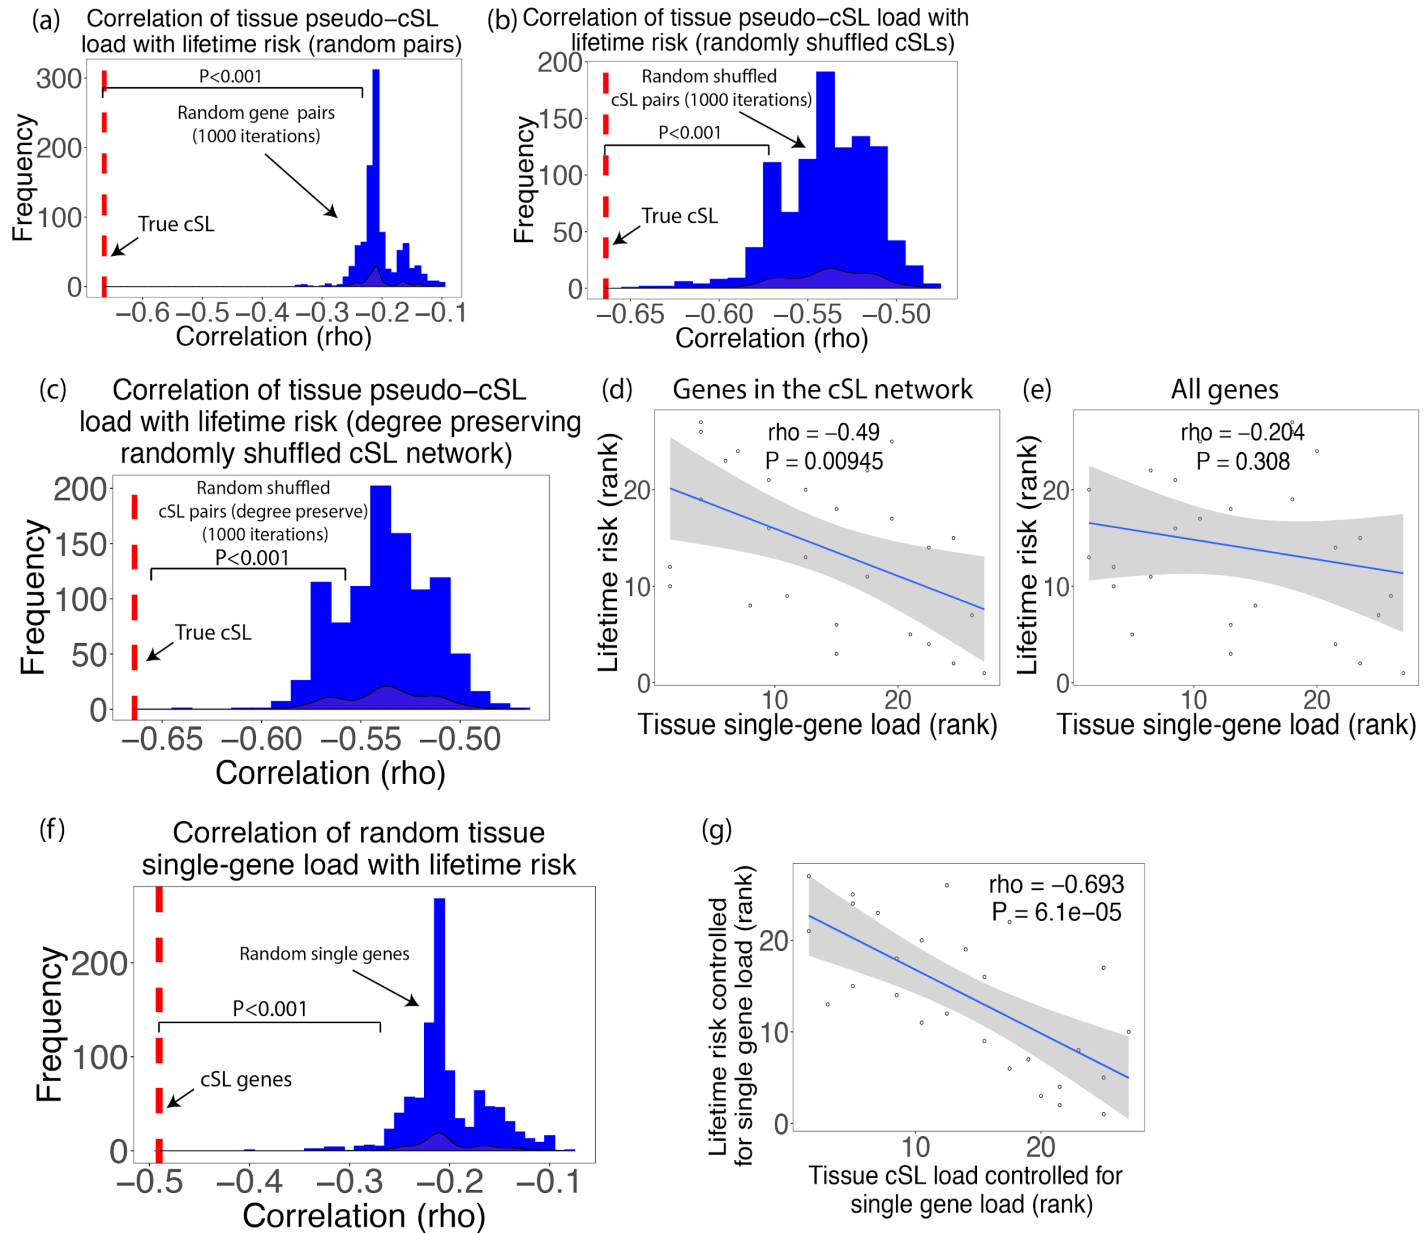 (a)
Correlation of tissue pseudo−cSL
load with lifetime risk (random pairs)
P<0.001
Random gene pairs
(1000 iterations)
True cSL
Frequency
300
200
100
0
−0.6 −0.5 −0.4 −0.3 −0.2 −0.1
Correlation (rho)
(b)
Correlation of tissue pseudo−cSL load with
lifetime risk (randomly shuffled cSLs)
Random shuffled
cSL pairs (1000 iterations)
P<0.001
True cSL
Frequency
200
150
100
50
0
−0.65 −0.60 −0.55 −0.50
Correlation (rho)
(c)
Correlation of tissue pseudo−cSL
load with lifetime risk (degree preserving
randomly shuffled cSL network)
Random shuffled
cSL pairs (degree preserve)
(1000 iterations)
P<0.001
True cSL
Frequency
200
150
100
50
0
−0.65 −0.60 −0.55 −0.50
Correlation (rho)
(d)
Genes in the cSL network
rho = −0.49
P = 0.00945
Lifetime risk (rank)
20
10
0
10 20
Tissue single-gene load (rank)
(e)
All genes
rho = −0.204
P = 0.308
Lifetime risk (rank)
20
10
0
10 20
Tissue single-gene load (rank)
(f)
Correlation of random tissue
single-gene load with lifetime risk
Random single genes
P<0.001
cSL genes
Frequency
200
100
0
−0.5 −0.4 −0.3 −0.2 −0.1
Correlation (rho)
(g)
rho = −0.693
P = 6.1e−05
Lifetime risk controlled
for single gene load (rank)
20
10
0
10 20
Tissue cSL load controlled for
single gene load (rank)